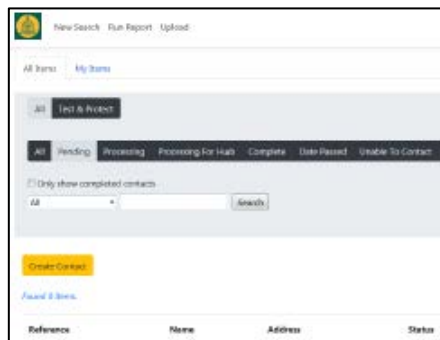 New Search Run Report Upload
All Items My Items
All Test & Protect
All Pending Processing Processing For Hub Complete Date Passed Unable To Contact
Only show completed contacts
All Search
Create Contact
Found 0 Items.
Reference Name Address Status